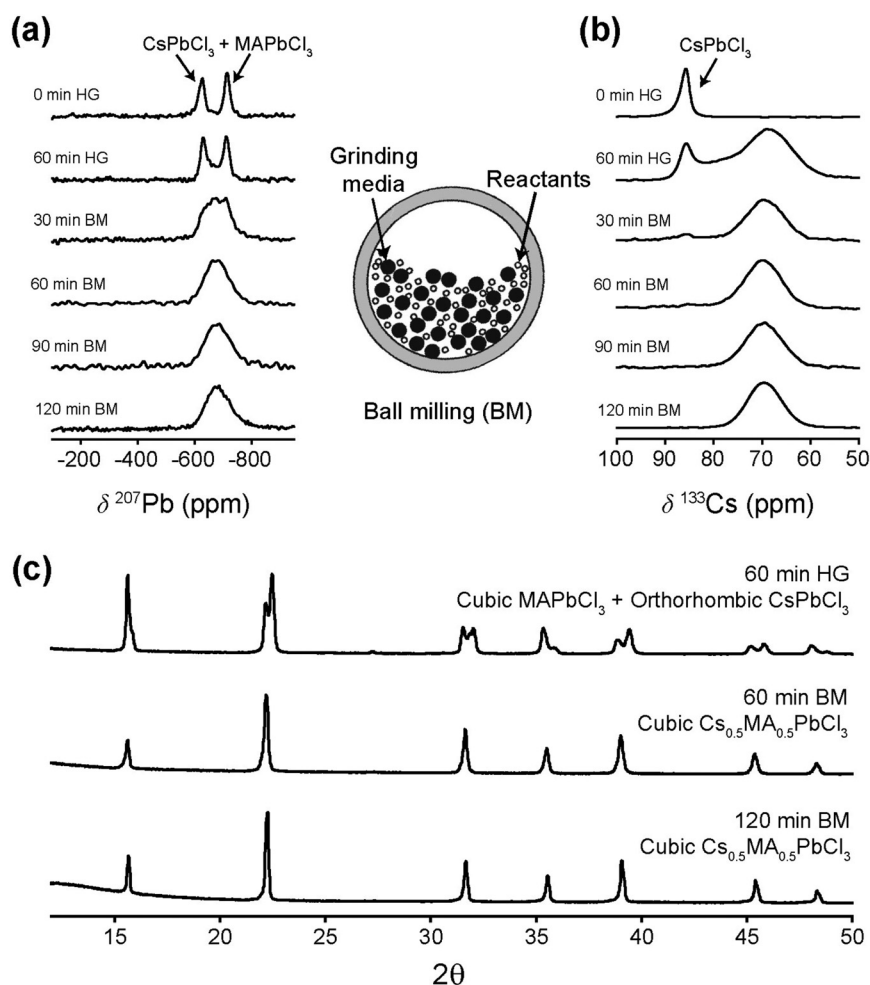 (a)
CsPbCl₃ + MAPbCl₃
0 min HG
60 min HG
30 min BM
60 min BM
90 min BM
120 min BM
-200 -400 -600 -800
δ ²⁰⁷Pb (ppm)
Grinding
media
Reactants
Ball milling (BM)
(b)
CsPbCl₃
0 min HG
60 min HG
30 min BM
60 min BM
90 min BM
120 min BM
100 90 80 70 60 50
δ ¹³³Cs (ppm)
(c)
60 min HG
Cubic MAPbCl₃ + Orthorhombic CsPbCl₃
60 min BM
Cubic Cs₀.₅MA₀.₅PbCl₃
120 min BM
Cubic Cs₀.₅MA₀.₅PbCl₃
15 20 25 30 35 40 45 50
2θ